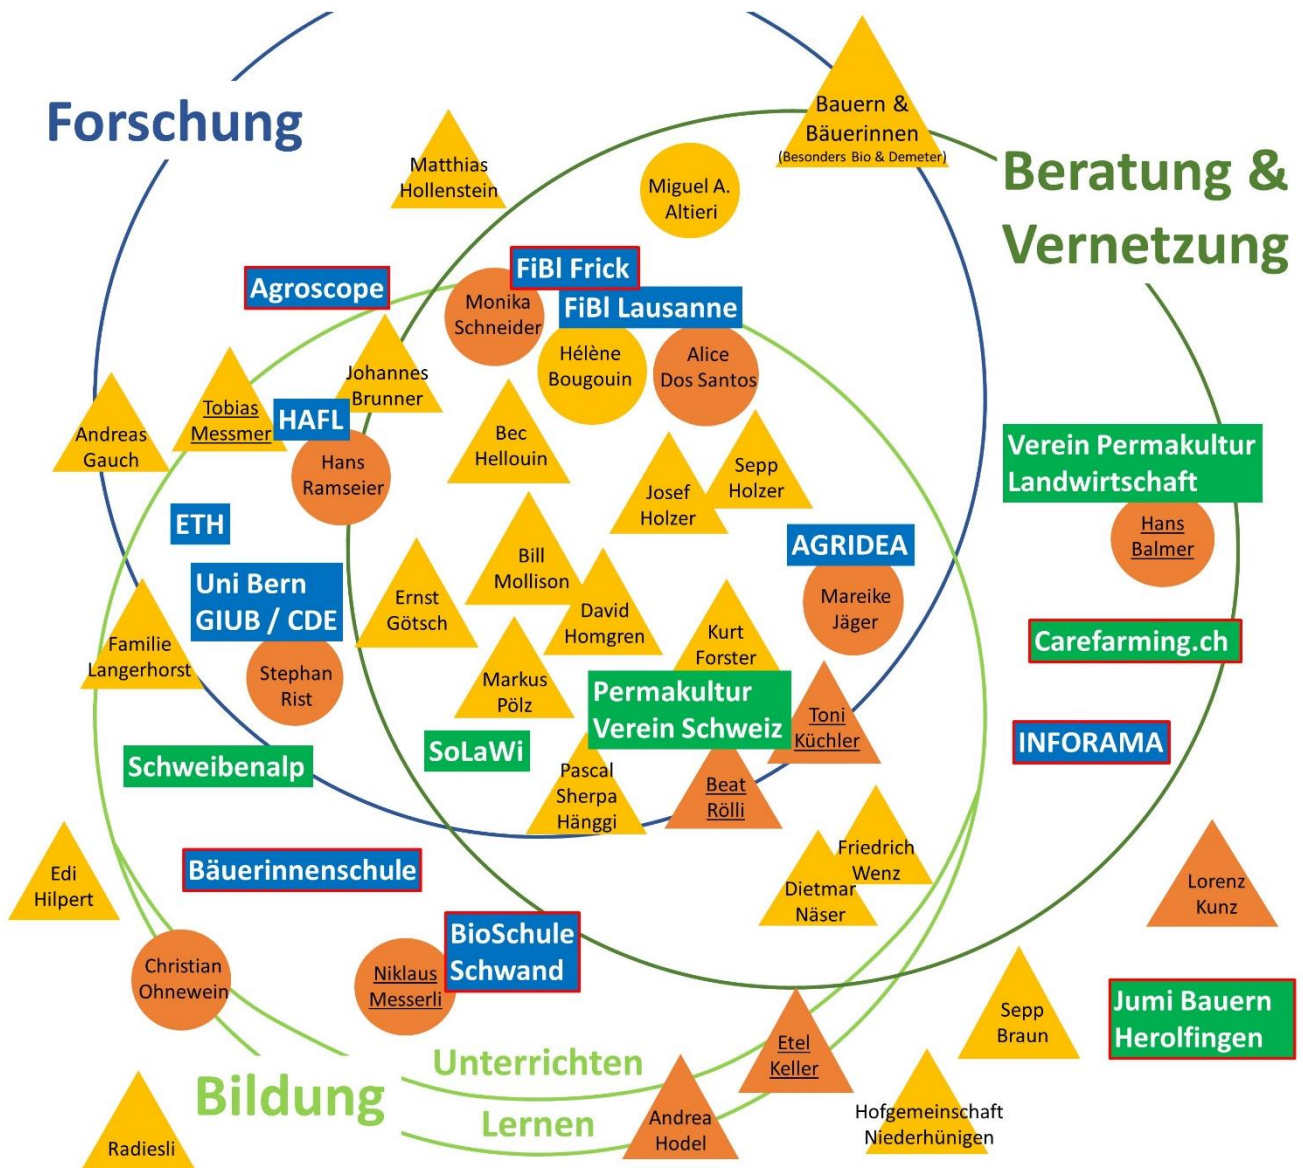 Forschung
Bauern &
Bäuerinnen
(Besonders Bio & Demeter)
Beratung &
Vernetzung
Matthias
Hollenstein
Miguel A.
Altieri
Agroscope
FiBl Frick
Monika
Schneider
FiBl Lausanne
Hélène
Bougouin
Alice
Dos Santos
Johannes
Brunner
Tobias
Messmer
HAFL
Andreas
Gauch
Hans
Ramseier
Bec
Hellouin
Josef
Holzer
Sepp
Holzer
Verein Permakultur
Landwirtschaft
Hans
Balmer
ETH
AGRIDEA
Mareike
Jäger
Bill
Mollison
Uni Bern
GIUB / CDE
Ernst
Götsch
David
Homgren
Kurt
Forster
Familie
Langerhorst
Stephan
Rist
Carefarming.ch
Markus
Pölz
Permakultur
Verein Schweiz
Toni
Küchler
INFORAMA
SoLaWi
Schweibenalp
Pascal
Sherpa
Hänggi
Beat
Rölli
Friedrich
Wenz
Dietmar
Näser
Edi
Hilpert
Bäuerinnenschule
Lorenz
Kunz
BioSchule
Schwand
Christian
Ohnewein
Niklaus
Messerli
Sepp
Braun
Jumi Bauern
Herolfingen
Etel
Keller
Unterrichten
Bildung
Lernen
Andrea
Hodel
Hofgemeinschaft
Niederhünigen
Radiesli